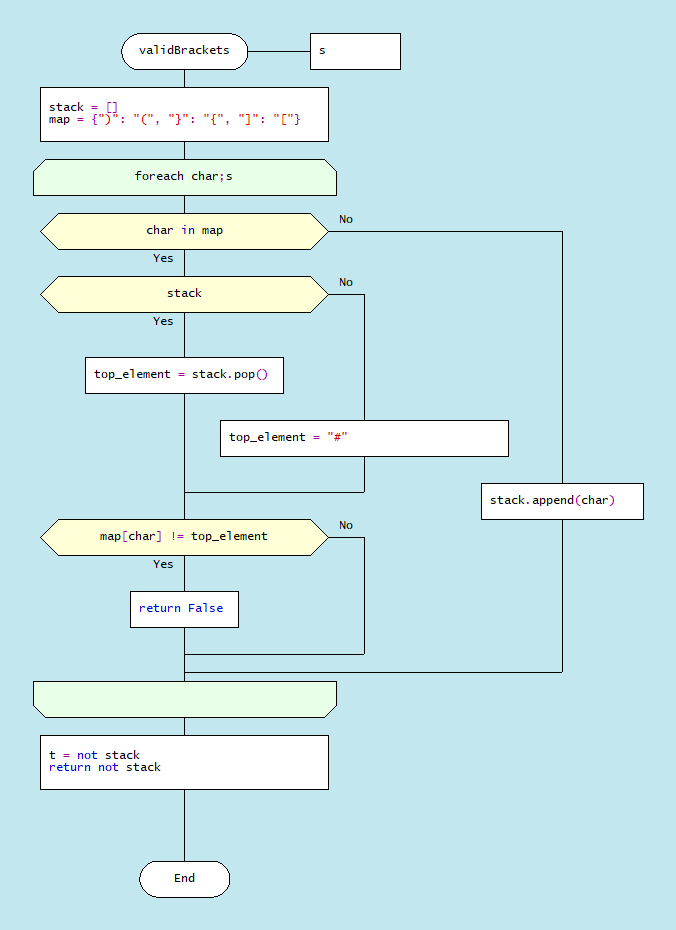 validBrackets
s
stack = []
map = {")": "(", "}": "{", "]": "["}
foreach char;s
char in map
No
Yes
stack
No
Yes
top_element = stack.pop()
top_element = "#"
stack.append(char)
map[char] != top_element
No
Yes
return False
t = not stack
return not stack
End